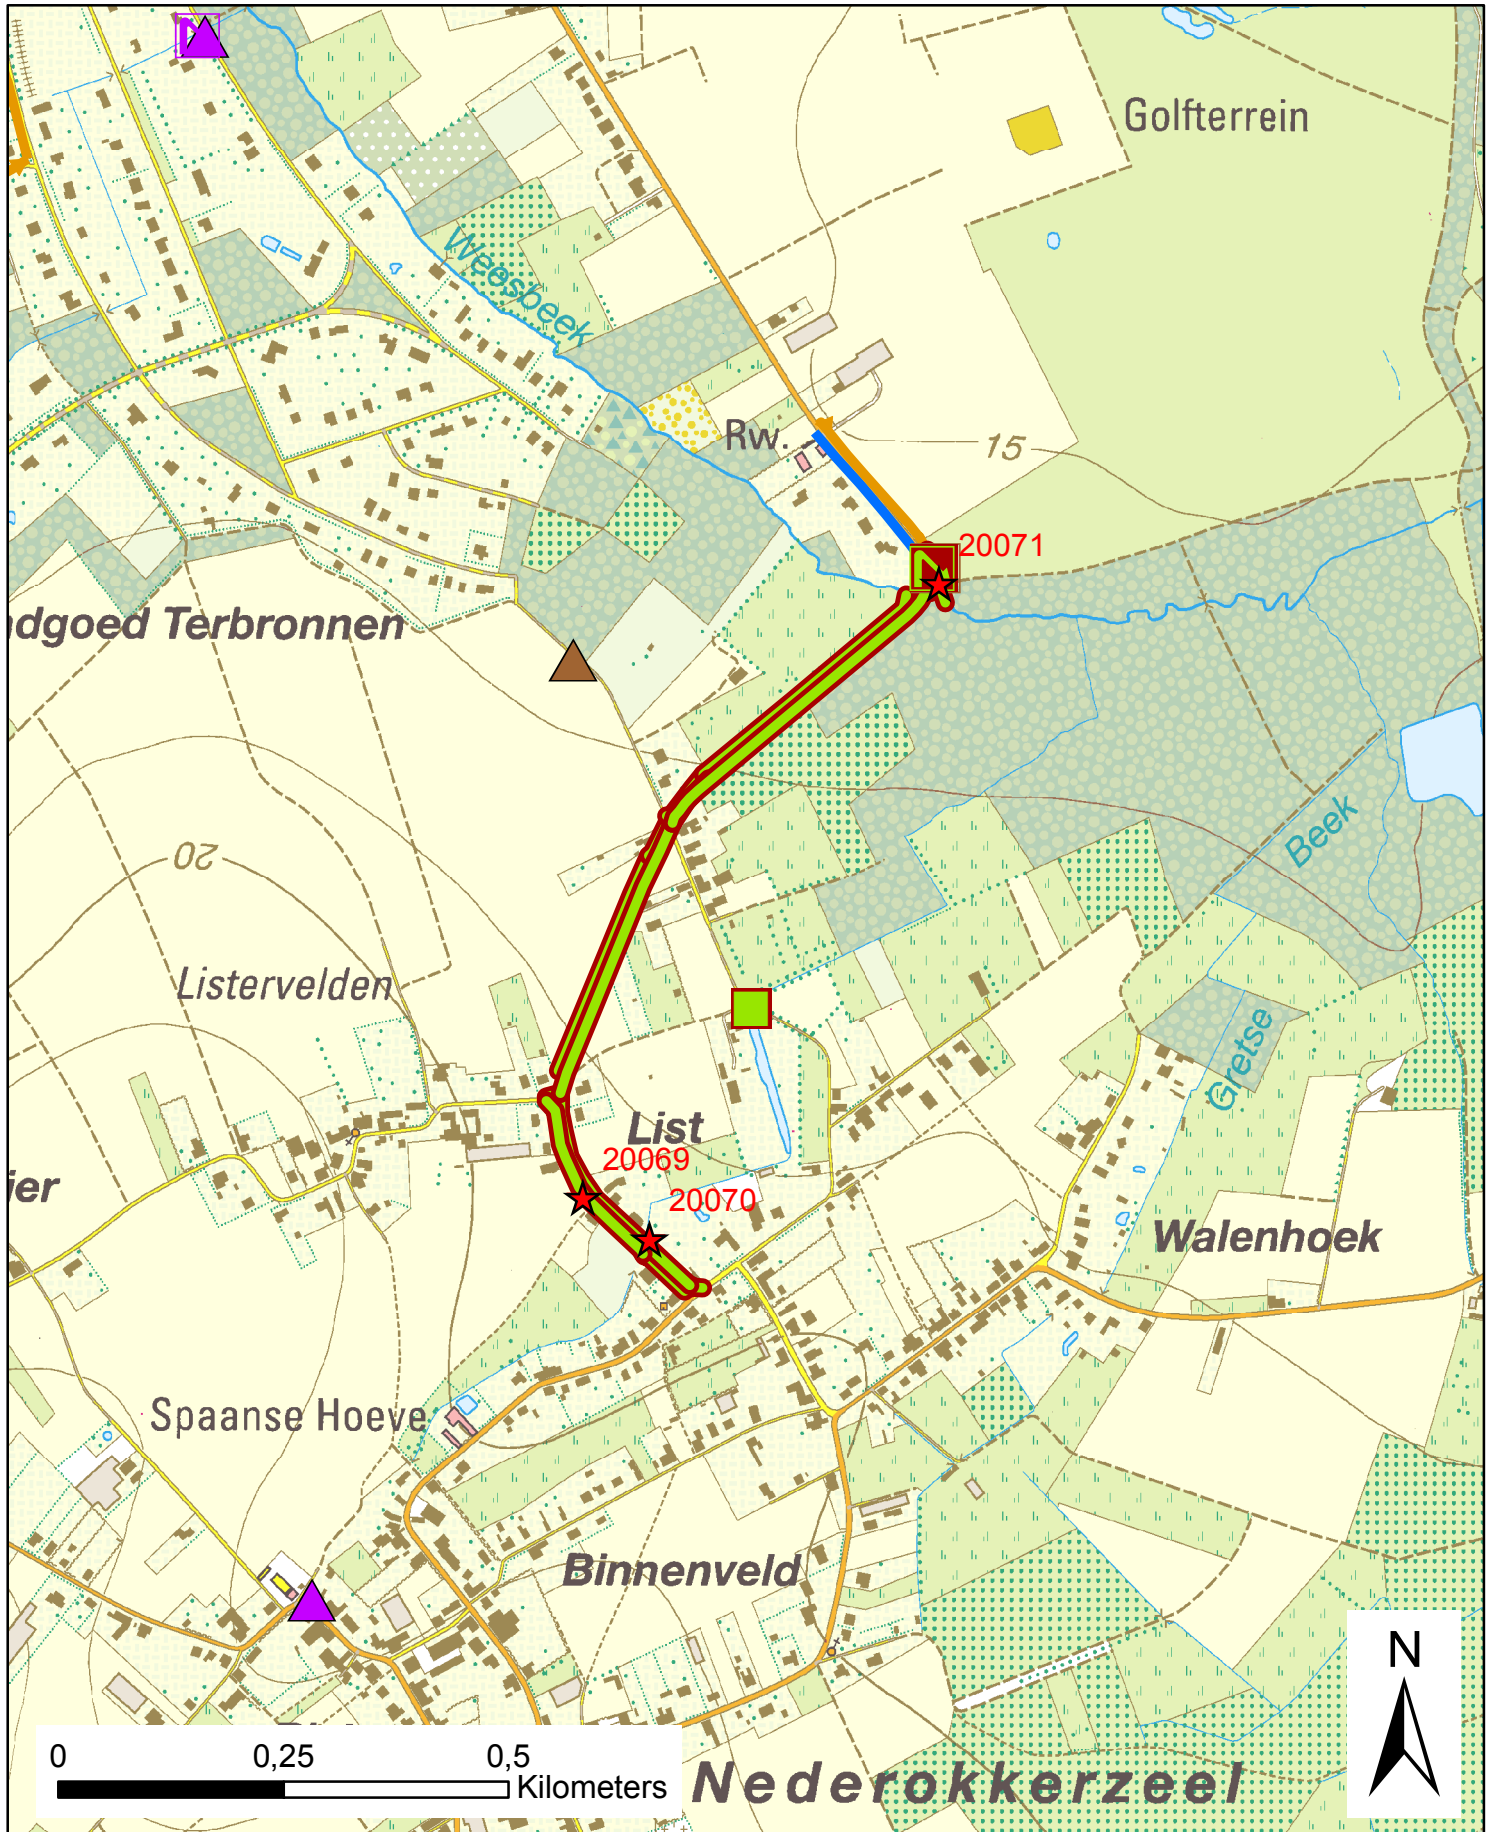 Golfterrein
Weesbeek
Rw.
15
20071
dgoed Terbronnen
20
Beek
Listervelden
Gretse
List
20069
20070
ier
Walenhoek
Spaanse Hoeve
Binnenveld
N
0 0,25 0,5
Kilometers
Nederokkerzeel